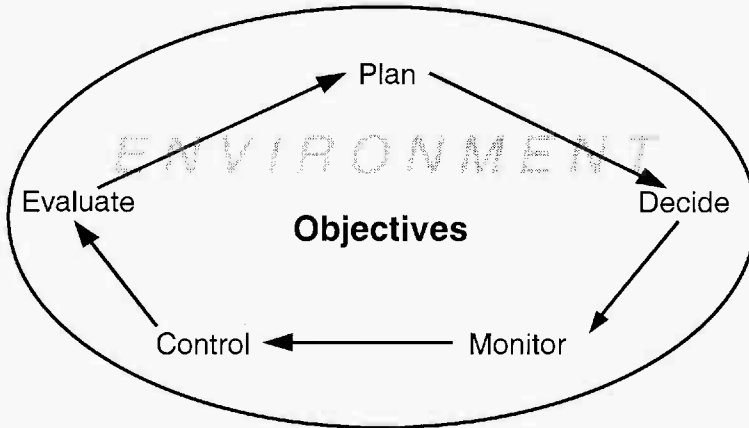 Plan
ENVIRONMENT
Evaluate
Decide
Objectives
Control
Monitor